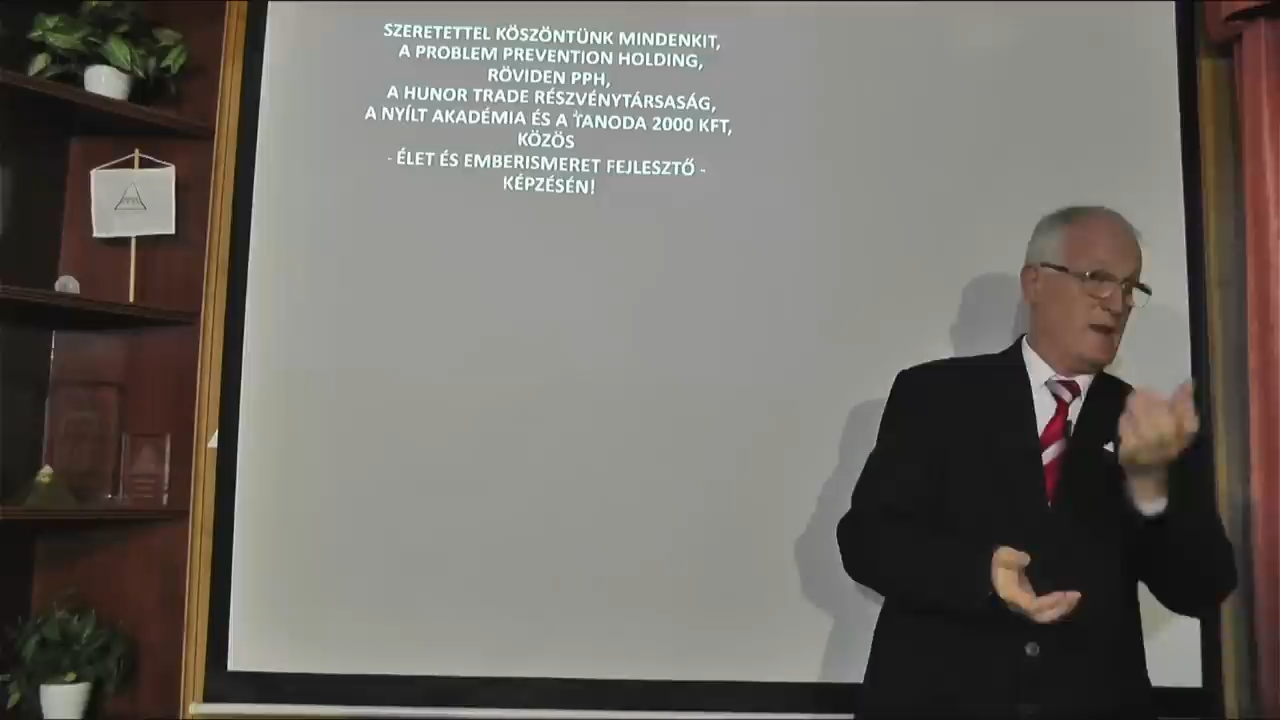 SZERETETTEL KÖSZÖNTÜNK MINDENKIT,
A PROBLEM PREVENTION HOLDING,
RÖVIDEN PPH,
A HUNOR TRADE RÉSZVÉNYTÁRSASÁG,
A NYÍLT AKADÉMIA ÉS A TANODA 2000 KFT,
KÖZÖS
- ÉLET ÉS EMBERISMERET FEJLESZTŐ -
KÉPZÉSÉN!